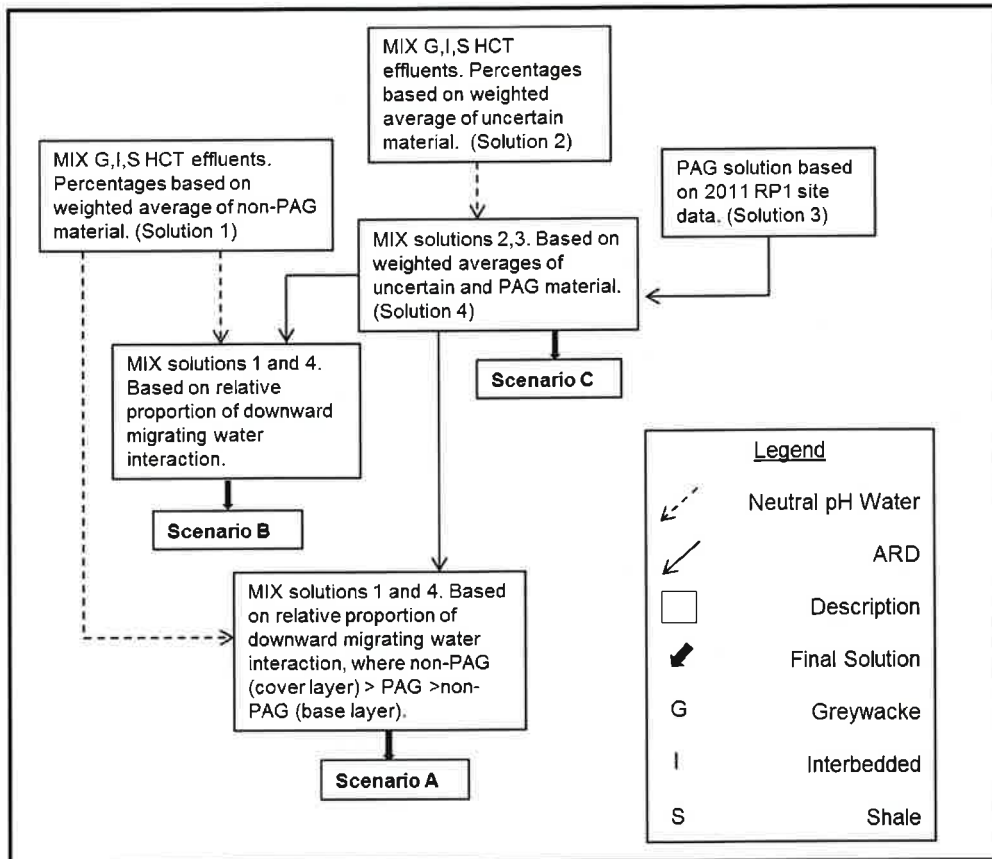 MIX G,I,S HCT
effluents. Percentages
based on weighted
average of uncertain
material. (Solution 2)
MIX G,I,S HCT effluents.
Percentages based on
weighted average of non-PAG
material. (Solution 1)
PAG solution based
on 2011 RP1 site
data. (Solution 3)
MIX solutions 2,3. Based on
weighted averages of
uncertain and PAG material.
(Solution 4)
MIX solutions 1 and 4.
Based on relative
proportion of downward
migrating water
interaction.
Scenario C
Scenario B
MIX solutions 1 and 4. Based
on relative proportion of
downward migrating water
interaction, where non-PAG
(cover layer) > PAG >non-
PAG (base layer).
Scenario A
Legend
Neutral pH Water
ARD
Description
Final Solution
G Greywacke
I Interbedded
S Shale